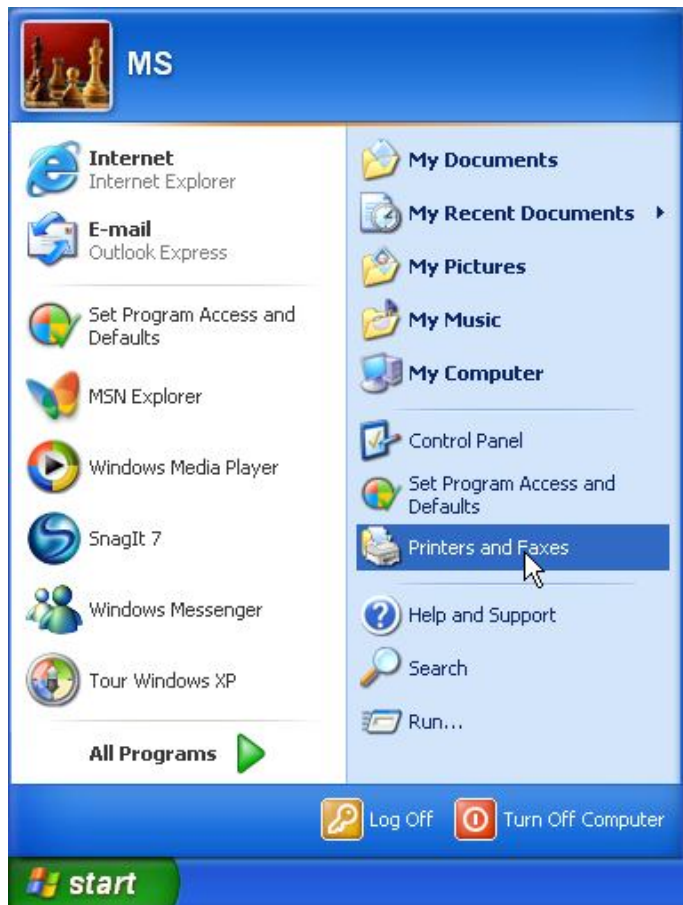 MS
Internet
Internet Explorer
E-mail
Outlook Express
Set Program Access and
Defaults
MSN Explorer
Windows Media Player
SnagIt 7
Windows Messenger
Tour Windows XP
All Programs
My Documents
My Recent Documents
My Pictures
My Music
My Computer
Control Panel
Set Program Access and
Defaults
Printers and Faxes
Help and Support
Search
Run...
Log Off
Turn Off Computer
start